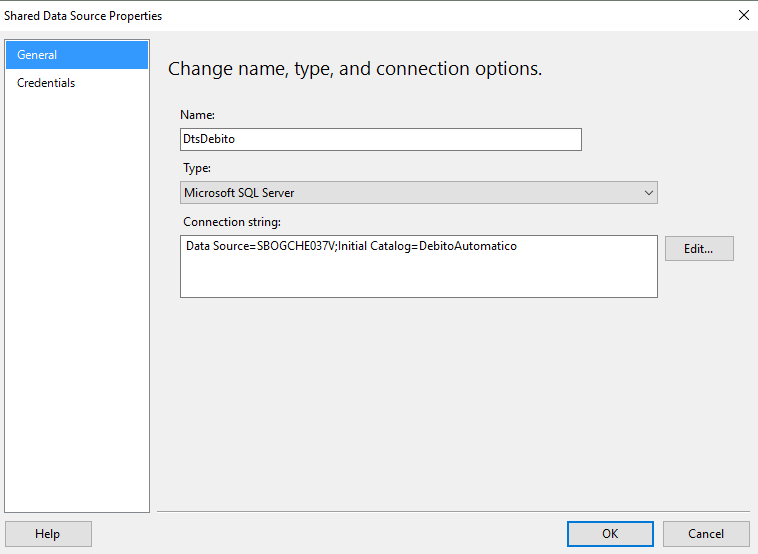 Shared Data Source Properties
General
Credentials
Change name, type, and connection options.
Name:
DtsDebito
Type:
Microsoft SQL Server
Connection string:
Data Source=SBOGCHE037V;Initial Catalog=DebitoAutomatico
Edit...
Help
OK
Cancel